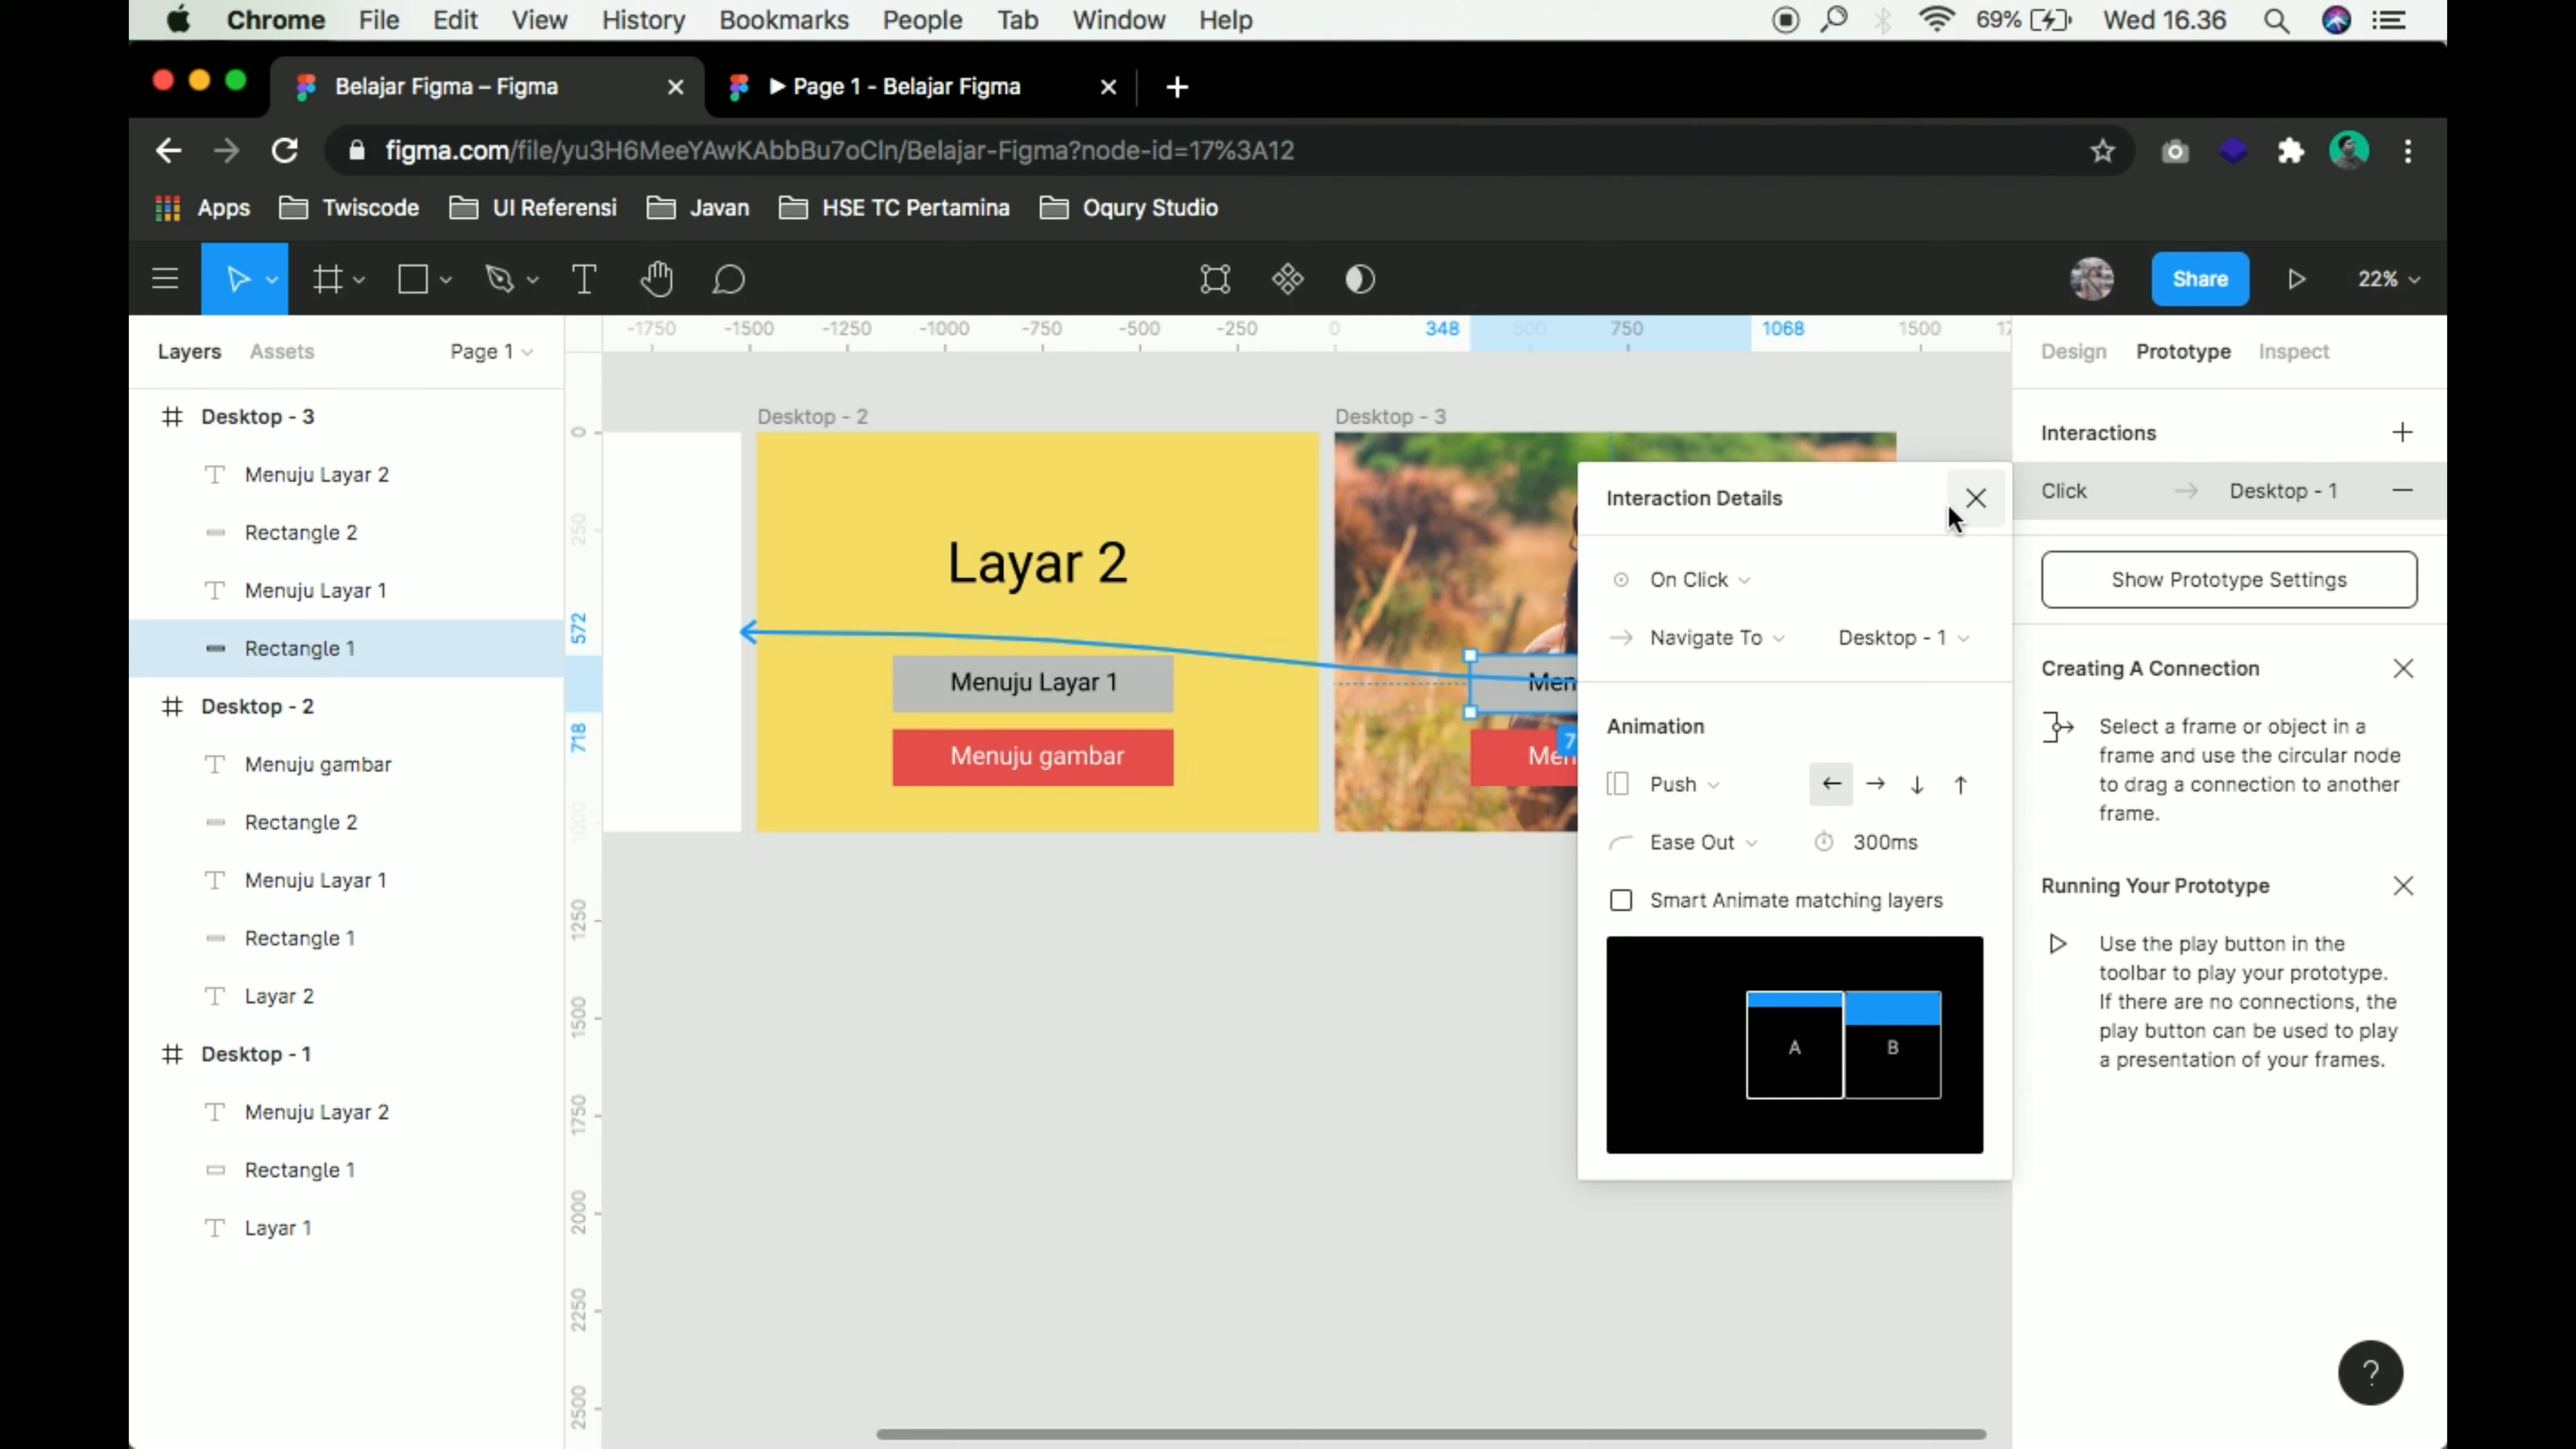 Chrome File Edit View History Bookmarks People Tab Window Help 69% Wed 16.36
Belajar Figma – Figma
▶ Page 1 - Belajar Figma
figma.com/file/yu3H6MeeYAwKAbbBu7oCln/Belajar-Figma?node-id=17%3A12
Apps Twiscode UI Referensi Javan HSE TC Pertamina Oqury Studio
Share 22%
Layers Assets Page 1
Desktop - 3
Menuju Layar 2
Rectangle 2
Menuju Layar 1
Rectangle 1
Desktop - 2
Menuju gambar
Rectangle 2
Menuju Layar 1
Rectangle 1
Layar 2
Desktop - 1
Menuju Layar 2
Rectangle 1
Layar 1
-1750 -1500 -1250 -1000 -750 -500 -250 0 348 500 750 1068 1500
0
250
572
718
1000
1250
1500
1750
2000
2250
2500
Desktop - 2
Layar 2
Menuju Layar 1
Menuju gambar
Desktop - 3
Men
Men
7
Interaction Details
On Click
Navigate To Desktop - 1
Animation
Push
Ease Out 300ms
Smart Animate matching layers
A B
Design Prototype Inspect
Interactions
Click Desktop - 1
Show Prototype Settings
Creating A Connection
Select a frame or object in a
frame and use the circular node
to drag a connection to another
frame.
Running Your Prototype
Use the play button in the
toolbar to play your prototype.
If there are no connections, the
play button can be used to play
a presentation of your frames.
?